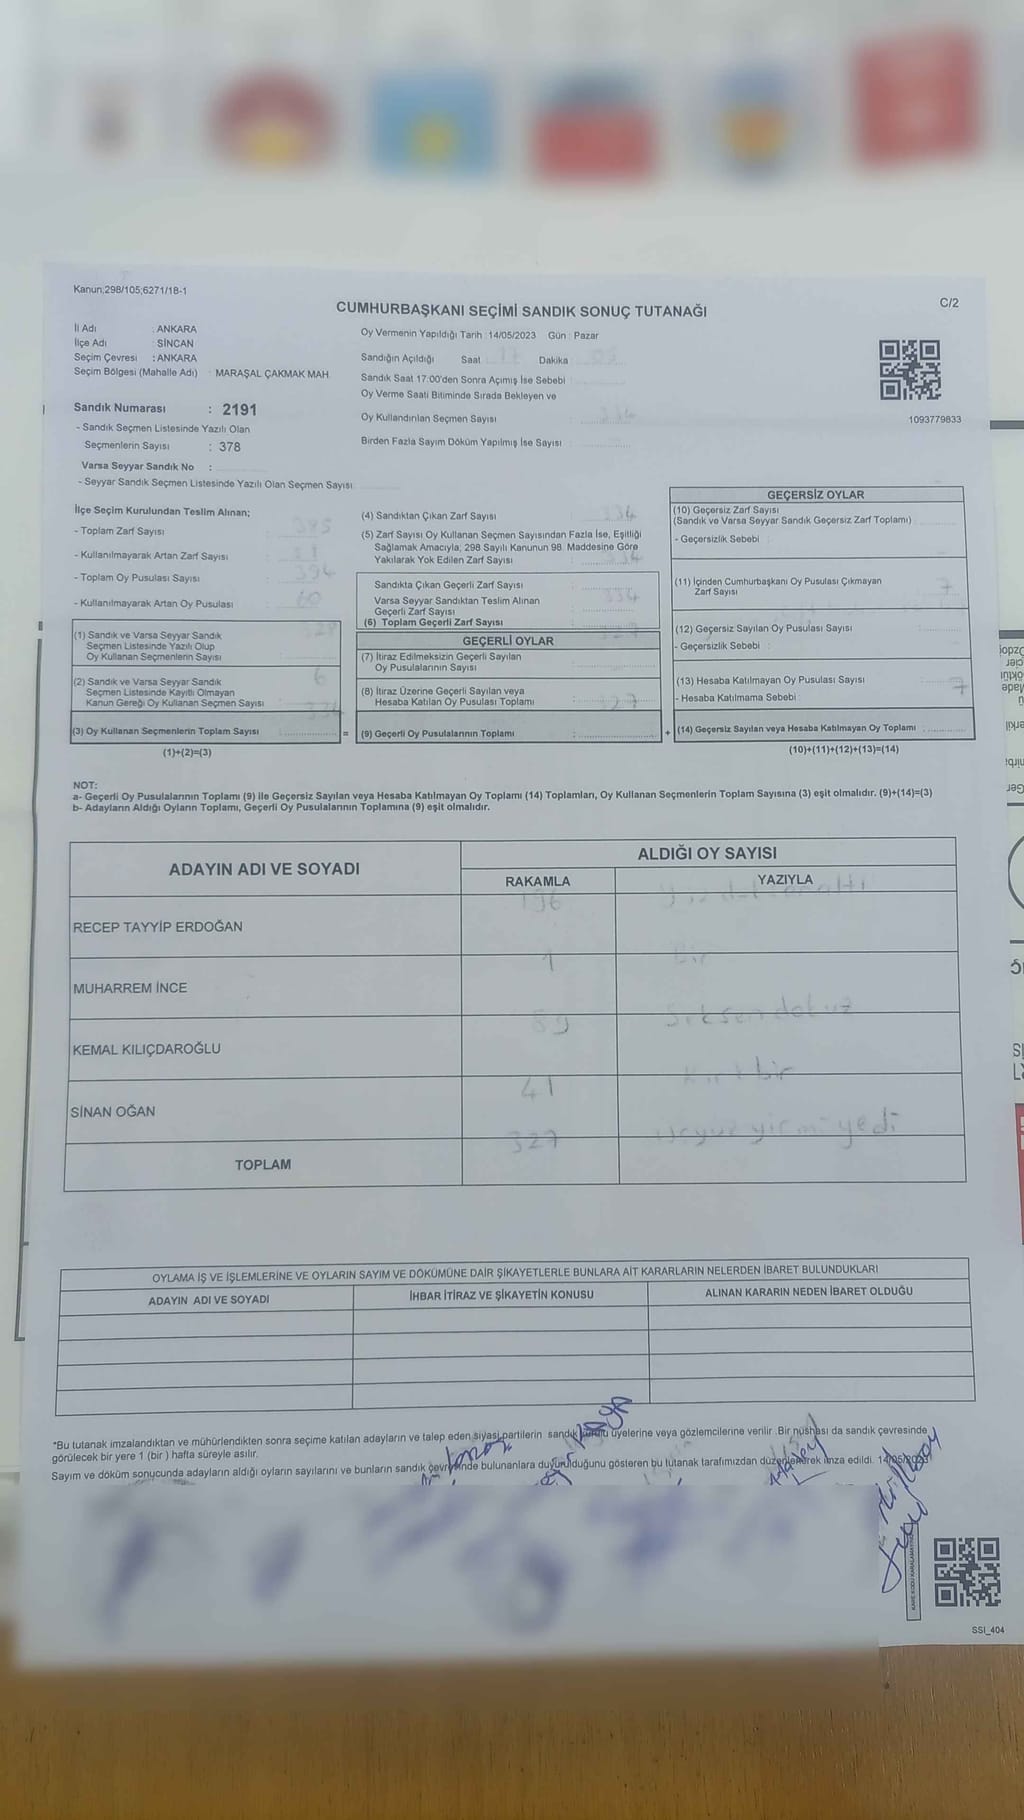 Kanun;298/105;6271/18-1
C/2
CUMHURBAŞKANI SEÇİMİ SANDIK SONUÇ TUTANAĞI
İl Adı : ANKARA
İlçe Adı : SİNCAN
Seçim Çevresi : ANKARA
Seçim Bölgesi (Mahalle Adı) : MARAŞAL ÇAKMAK MAH.
Oy Vermenin Yapıldığı Tarih :14/05/2023 Gün : Pazar
Sandığın Açıldığı Saat 17 Dakika
Sandık Saat 17:00'den Sonra Açımış İse Sebebi
Oy Verme Saati Bitiminde Sırada Bekleyen ve
Oy Kullandırılan Seçmen Sayısı 334
Birden Fazla Sayım Döküm Yapılmış İse Sayısı
1093779833
Sandık Numarası : 2191
- Sandık Seçmen Listesinde Yazılı Olan
Seçmenlerin Sayısı : 378
Varsa Seyyar Sandık No :
- Seyyar Sandık Seçmen Listesinde Yazılı Olan Seçmen Sayısı
İlçe Seçim Kurulundan Teslim Alınan;
- Toplam Zarf Sayısı 385
- Kullanılmayarak Artan Zarf Sayısı
- Toplam Oy Pusulası Sayısı 394
- Kullanılmayarak Artan Oy Pusulası 60
(1) Sandık ve Varsa Seyyar Sandık 328
Seçmen Listesinde Yazılı Olup
Oy Kullanan Seçmenlerin Sayısı
(2) Sandık ve Varsa Seyyar Sandık 6
Seçmen Listesinde Kayıtlı Olmayan
Kanun Gereği Oy Kullanan Seçmen Sayısı 334
(3) Oy Kullanan Seçmenlerin Toplam Sayısı =
(1)+(2)=(3)
(4) Sandıktan Çıkan Zarf Sayısı 334
(5) Zarf Sayısı Oy Kullanan Seçmen Sayısından Fazla İse, Eşitliği
Sağlamak Amacıyla; 298 Sayılı Kanunun 98. Maddesine Göre
Yakılarak Yok Edilen Zarf Sayısı 334
Sandıkta Çıkan Geçerli Zarf Sayısı
Varsa Seyyar Sandıktan Teslim Alınan 334
Geçerli Zarf Sayısı
(6) Toplam Geçerli Zarf Sayısı
GEÇERLİ OYLAR 327
(7) İtiraz Edilmeksizin Geçerli Sayılan
Oy Pusulalarının Sayısı
(8) İtiraz Üzerine Geçerli Sayılan veya
Hesaba Katılan Oy Pusulası Toplamı 327
(9) Geçerli Oy Pusulalarının Toplamı : +
GEÇERSİZ OYLAR
(10) Geçersiz Zarf Sayısı
(Sandık ve Varsa Seyyar Sandık Geçersiz Zarf Toplamı)
- Geçersizlik Sebebi
(11) İçinden Cumhurbaşkanı Oy Pusulası Çıkmayan
Zarf Sayısı 7
(12) Geçersiz Sayılan Oy Pusulası Sayısı
- Geçersizlik Sebebi
(13) Hesaba Katılmayan Oy Pusulası Sayısı 7
- Hesaba Katılmama Sebebi
(14) Geçersiz Sayılan veya Hesaba Katılmayan Oy Toplamı
(10)+(11)+(12)+(13)=(14)
NOT:
a- Geçerli Oy Pusulalarının Toplamı (9) ile Geçersiz Sayılan veya Hesaba Katılmayan Oy Toplamı (14) Toplamları, Oy Kullanan Seçmenlerin Toplam Sayısına (3) eşit olmalıdır. (9)+(14)=(3)
b- Adayların Aldığı Oyların Toplamı, Geçerli Oy Pusulalarının Toplamına (9) eşit olmalıdır.
ADAYIN ADI VE SOYADI
ALDIĞI OY SAYISI
RAKAMLA YAZIYLA
196 Yüz doksan altı
RECEP TAYYİP ERDOĞAN
1 Bir
MUHARREM İNCE
89 Seksen dokuz
KEMAL KILIÇDAROĞLU
41 Kırk bir
SİNAN OĞAN
327 Üçyüz yirmi yedi
TOPLAM
OYLAMA İŞ VE İŞLEMLERİNE VE OYLARIN SAYIM VE DÖKÜMÜNE DAİR ŞİKAYETLERLE BUNLARA AİT KARARLARIN NELERDEN İBARET BULUNDUKLARI
ADAYIN ADI VE SOYADI İHBAR İTİRAZ VE ŞİKAYETİN KONUSU ALINAN KARARIN NEDEN İBARET OLDUĞU
*Bu tutanak imzalandıktan ve mühürlendikten sonra seçime katılan adayların ve talep eden siyasi partilerin sandık kurulu üyelerine veya gözlemcilerine verilir .Bir nüshası da sandık çevresinde
görülecek bir yere 1 (bir ) hafta süreyle asılır.
Sayım ve döküm sonucunda adayların aldığı oyların sayılarını ve bunların sandık çevresinde bulunanlara duyurulduğunu gösteren bu tutanak tarafımızdan düzenlenerek imza edildi. 14/05/2023
SSI_404